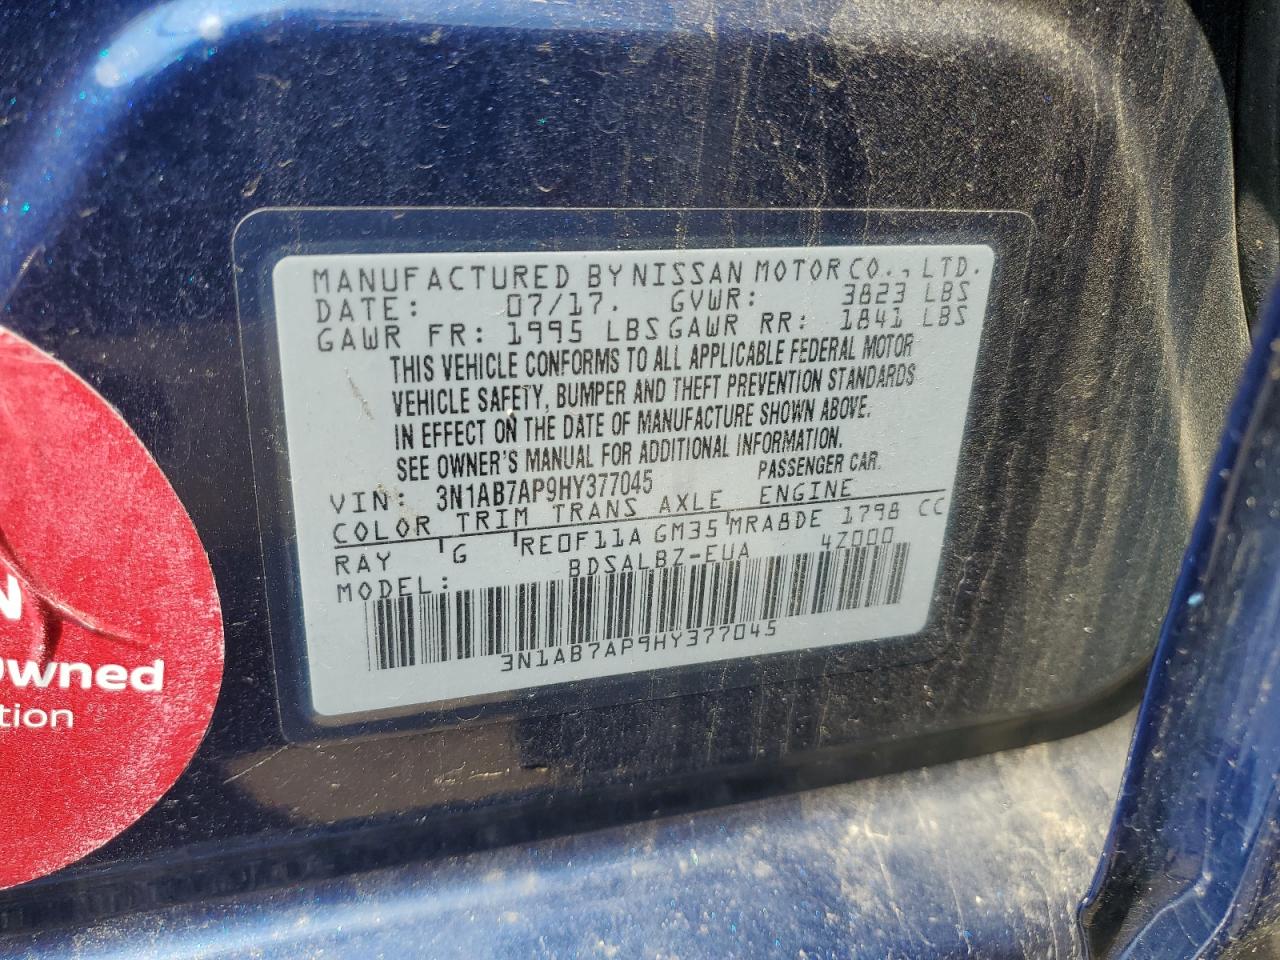 MANUFACTURED BY NISSAN MOTOR CO., LTD.
DATE: 07/17. GVWR: 3823 LBS
GAWR FR: 1995 LBS GAWR RR: 1841 LBS
THIS VEHICLE CONFORMS TO ALL APPLICABLE FEDERAL MOTOR
VEHICLE SAFETY, BUMPER AND THEFT PREVENTION STANDARDS
IN EFFECT ON THE DATE OF MANUFACTURE SHOWN ABOVE.
SEE OWNER'S MANUAL FOR ADDITIONAL INFORMATION.
VIN: 3N1AB7AP9HY377045 PASSENGER CAR.
COLOR TRIM TRANS AXLE ENGINE
RAY G RE0F11A GM35 MRA8DE 1798 CC
MODEL: BDSALBZ-EUA 4Z000
3N1AB7AP9HY377045
N
Owned
tion